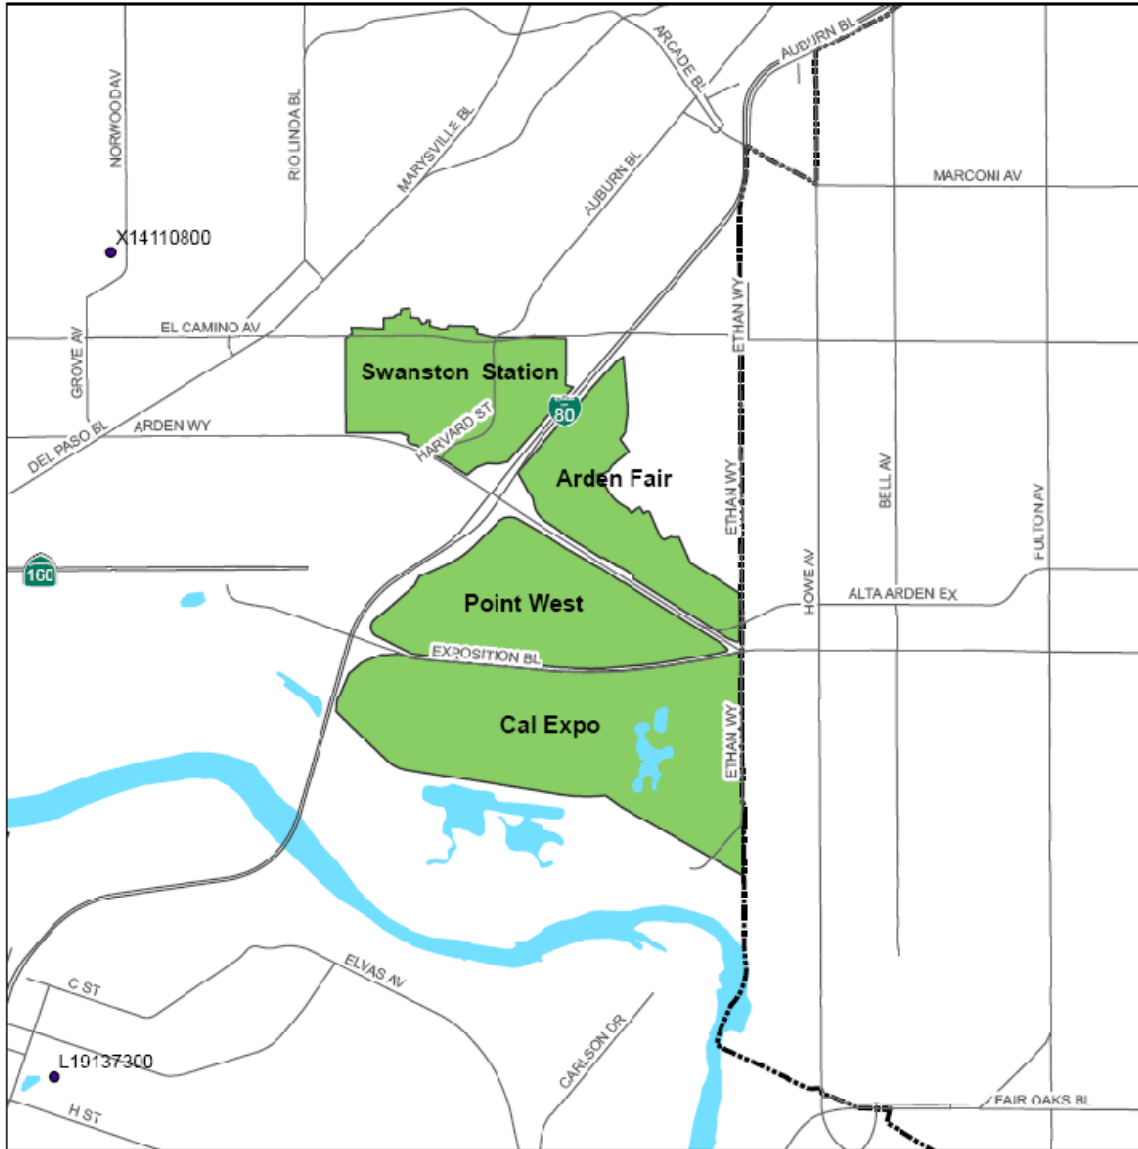 AUBURN BL
ARCADE BL
NORWOOD AV
RIO LINDA BL
MARYSVILLE BL
AUBURN BL
MARCONI AV
X14110800
ETHAN WY
EL CAMINO AV
GROVE AV
Swanston Station
80
HARVARD ST
ARDEN WY
DEL PASO BL
Arden Fair
ETHAN WY
BELL AV
FULTON AV
160
HOWE AV
ALTA ARDEN EX
Point West
EXPOSITION BL
Cal Expo
ETHAN WY
C ST
ELVAS AV
CARLSON DR
L19137300
H ST
FAIR OAKS BL